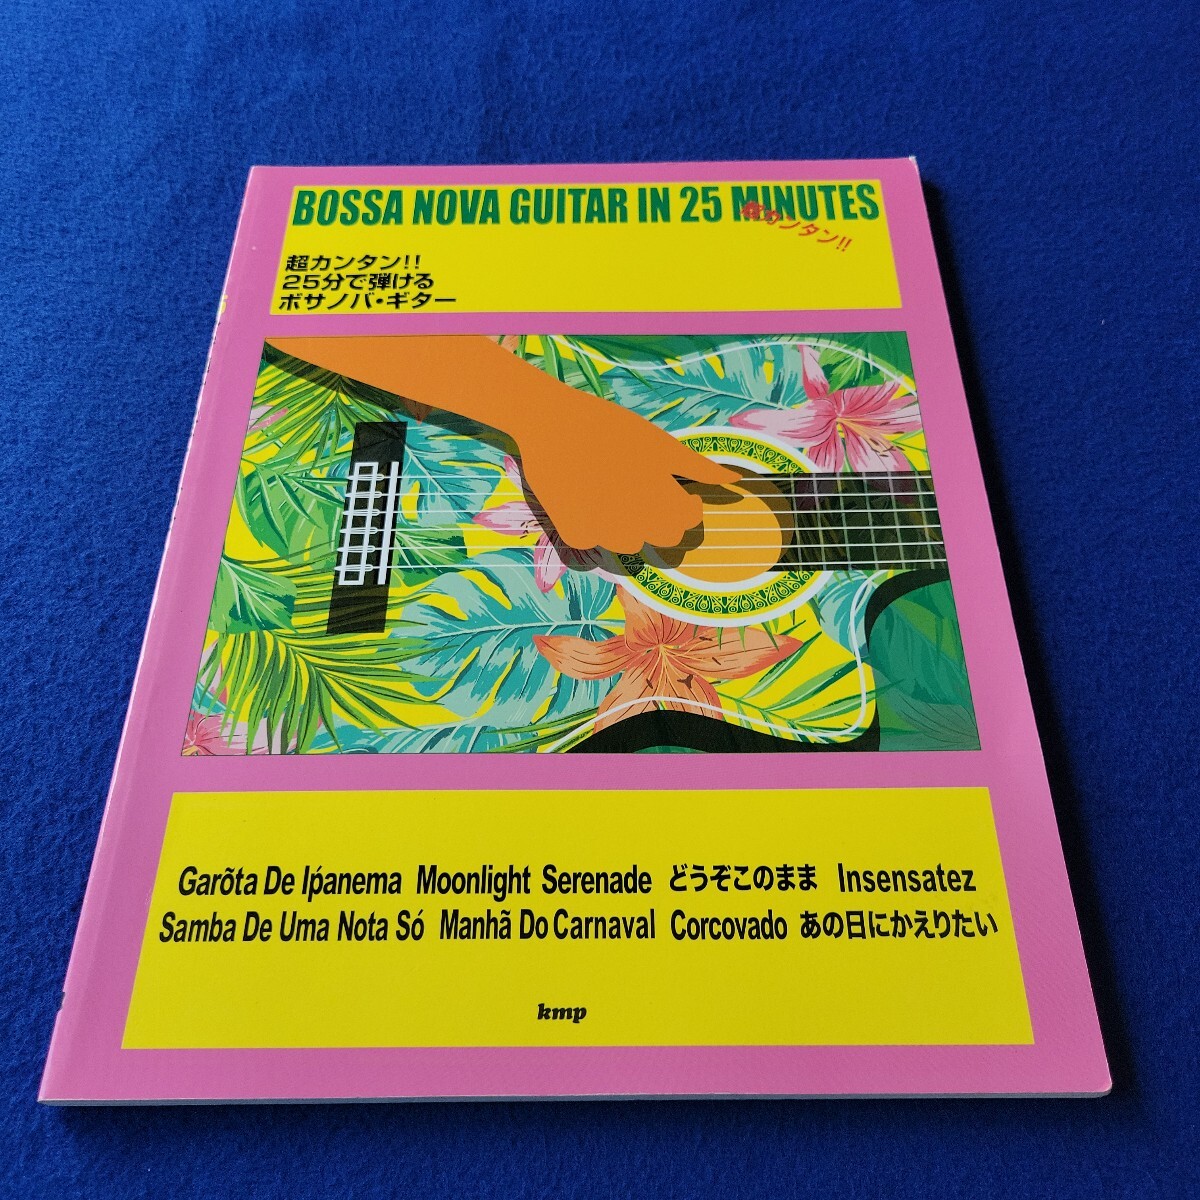 BOSSA NOVA GUITAR IN 25 MINUTES
超カンタン!!
超カンタン!!
25分で弾ける
ボサノバ・ギター
Garõta De Iṕanema Moonlight Serenade どうぞこのまま Insensatez
Samba De Uma Nota Só Manhã Do Carnaval Corcovado あの日にかえりたい
kmp